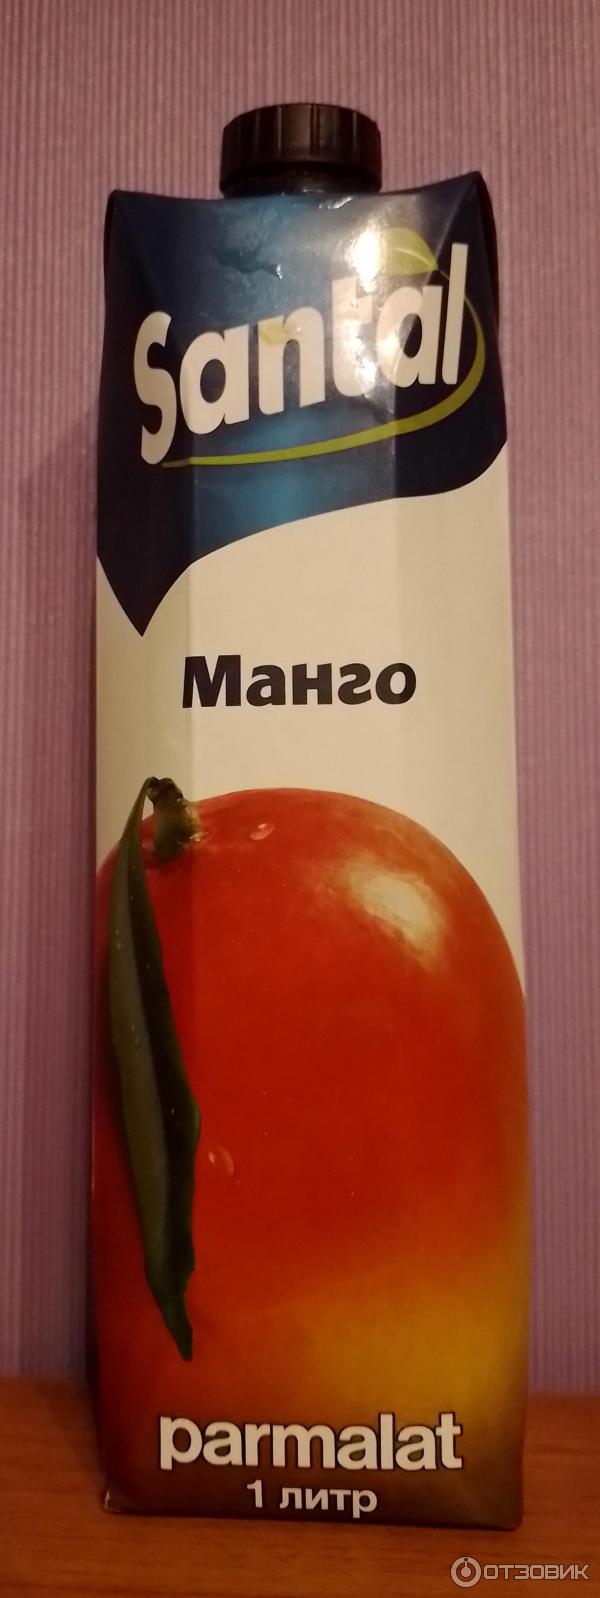 Santal
Манго
parmalat
1 литр
ОТЗОВИК